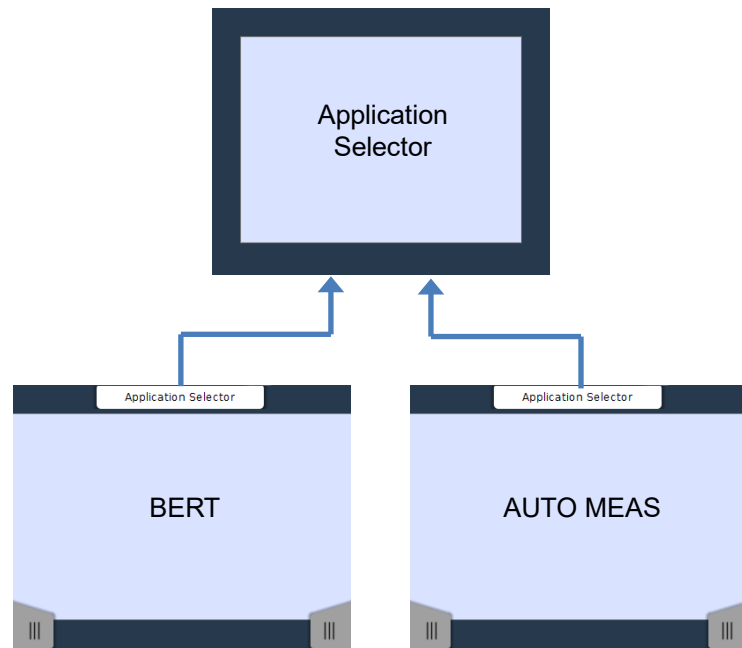 Application
Selector
Application Selector
Application Selector
BERT
AUTO MEAS